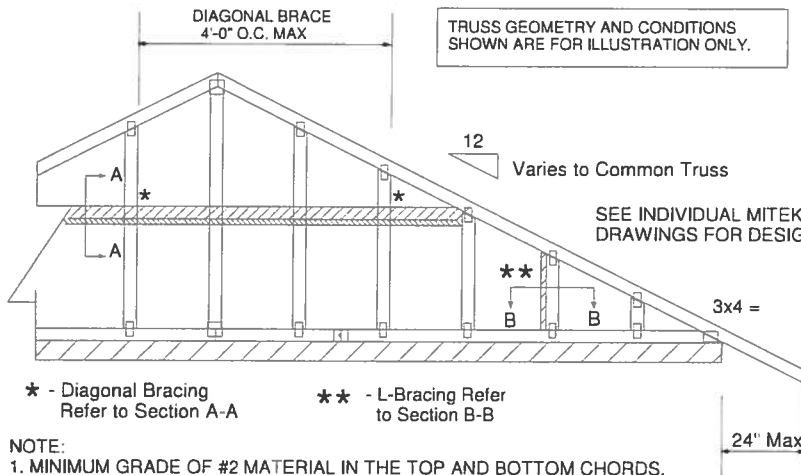 DIAGONAL BRACE
4'-0" O.C. MAX
TRUSS GEOMETRY AND CONDITIONS
SHOWN ARE FOR ILLUSTRATION ONLY.
12
Varies to Common Truss
A
*
*
SEE INDIVIDUAL MITEK
DRAWINGS FOR DESIG
A
**
B
B
3x4 =
* - Diagonal Bracing
Refer to Section A-A
** - L-Bracing Refer
to Section B-B
24" Max
NOTE:
1. MINIMUM GRADE OF #2 MATERIAL IN THE TOP AND BOTTOM CHORDS.